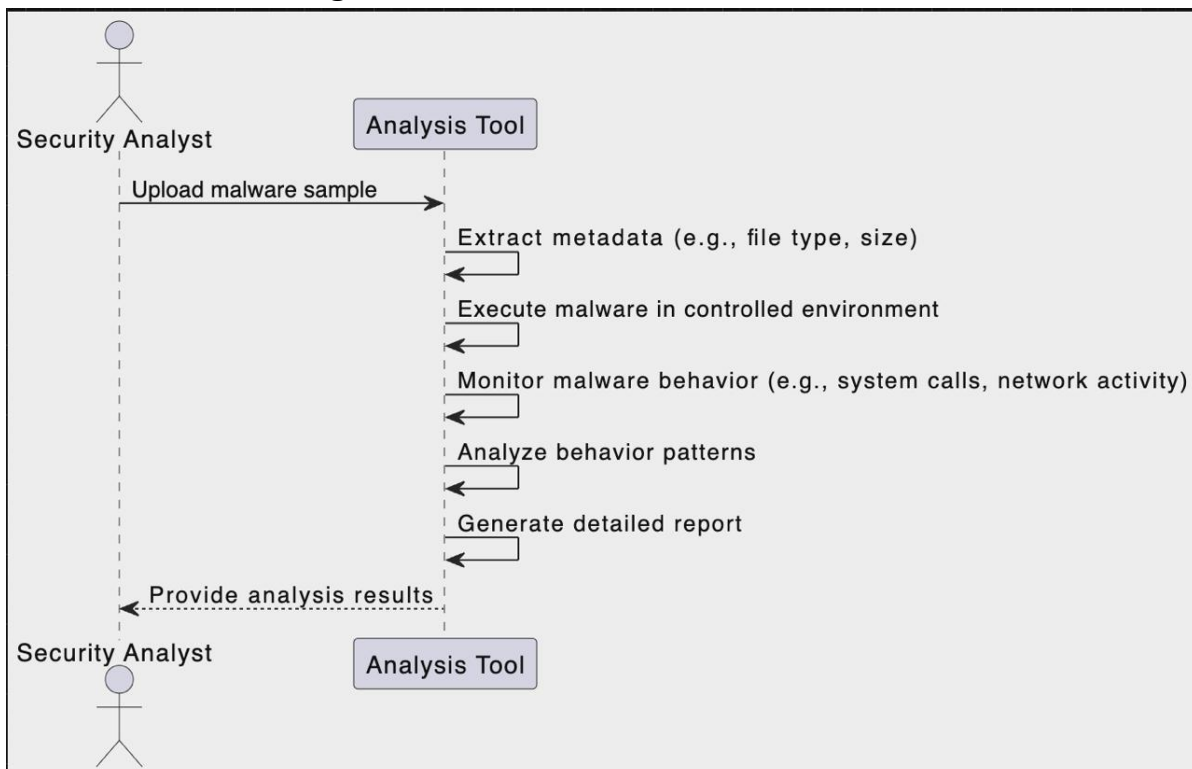 Security Analyst
Analysis Tool
Upload malware sample
Extract metadata (e.g., file type, size)
Execute malware in controlled environment
Monitor malware behavior (e.g., system calls, network activity)
Analyze behavior patterns
Generate detailed report
Provide analysis results
Security Analyst
Analysis Tool